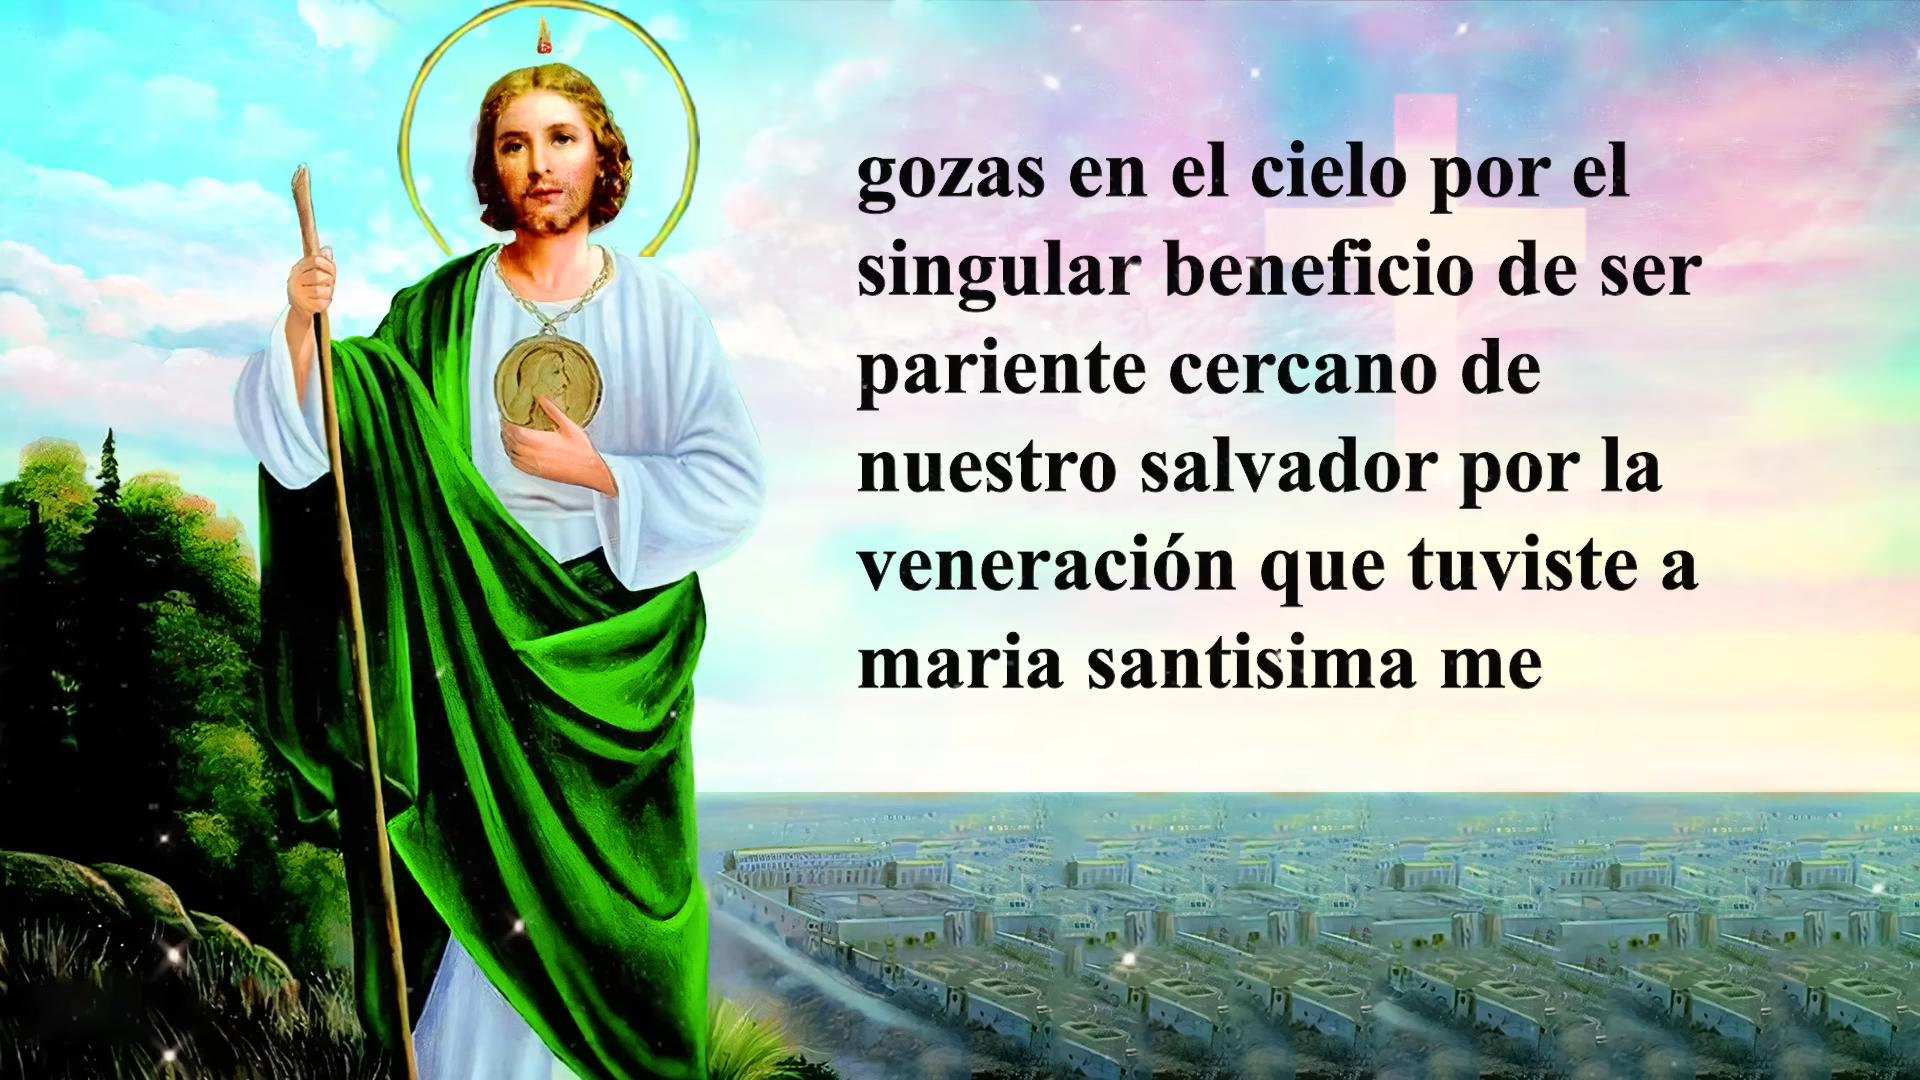 gozas en el cielo por el
singular beneficio de ser
pariente cercano de
nuestro salvador por la
veneración que tuviste a
maria santisima me